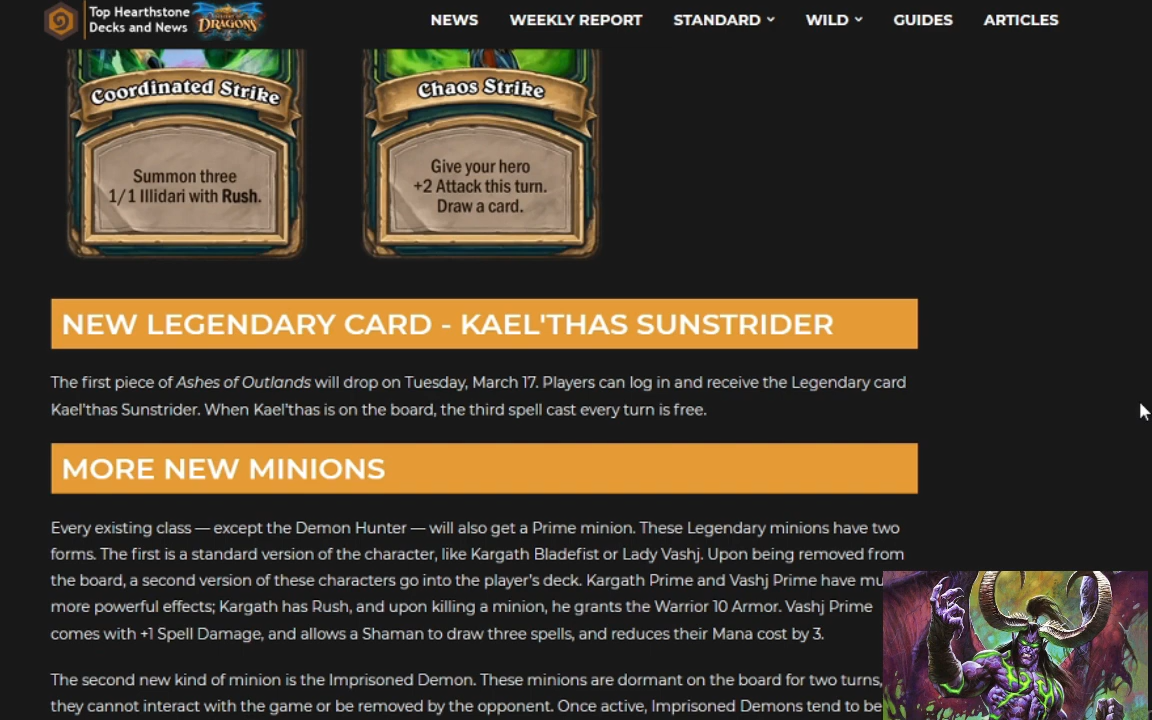 Top Hearthstone
Decks and News
DRAGONS
NEWS
WEEKLY REPORT
STANDARD
WILD
GUIDES
ARTICLES
Coordinated Strike
Chaos Strike
Summon three
1/1 Illidari with Rush.
Give your hero
+2 Attack this turn.
Draw a card.
NEW LEGENDARY CARD - KAEL'THAS SUNSTRIDER
The first piece of Ashes of Outlands will drop on Tuesday, March 17. Players can log in and receive the Legendary card
Kael'thas Sunstrider. When Kael'thas is on the board, the third spell cast every turn is free.
MORE NEW MINIONS
Every existing class — except the Demon Hunter — will also get a Prime minion. These Legendary minions have two
forms. The first is a standard version of the character, like Kargath Bladefist or Lady Vashj. Upon being removed from
the board, a second version of these characters go into the player's deck. Kargath Prime and Vashj Prime have mu
more powerful effects; Kargath has Rush, and upon killing a minion, he grants the Warrior 10 Armor. Vashj Prime
comes with +1 Spell Damage, and allows a Shaman to draw three spells, and reduces their Mana cost by 3.
The second new kind of minion is the Imprisoned Demon. These minions are dormant on the board for two turns,
they cannot interact with the game or be removed by the opponent. Once active, Imprisoned Demons tend to be